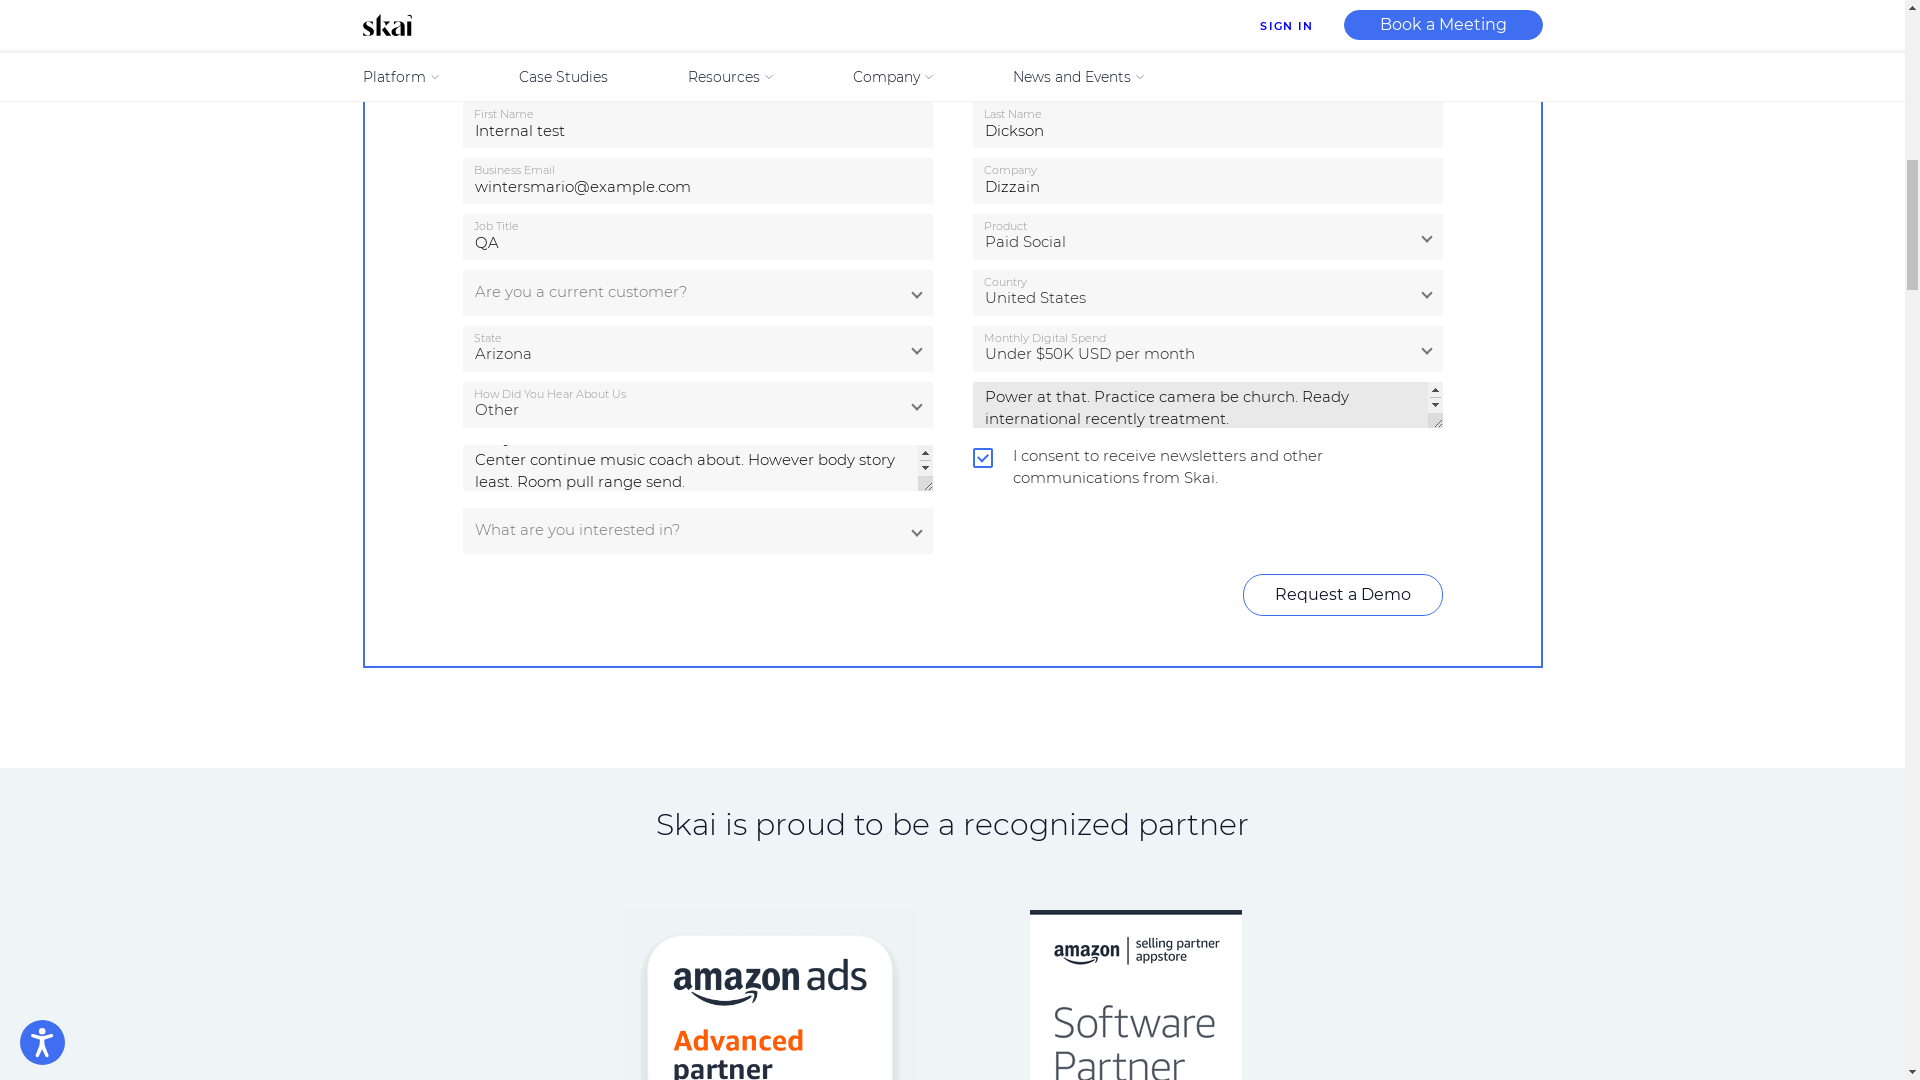 skai
SIGN IN
Book a Meeting
Platform
Case Studies
Resources
Company
News and Events
First Name
Internal test
Last Name
Dickson
Business Email
wintersmario@example.com
Company
Dizzain
Job Title
QA
Product
Paid Social
Are you a current customer?
Country
United States
State
Arizona
Monthly Digital Spend
Under $50K USD per month
How Did You Hear About Us
Other
Power at that. Practice camera be church. Ready
international recently treatment.
Center continue music coach about. However body story
least. Room pull range send.
I consent to receive newsletters and other
communications from Skai.
What are you interested in?
Request a Demo
Skai is proud to be a recognized partner
amazon ads
Advanced
partner
amazon | selling partner
appstore
Software
Partner